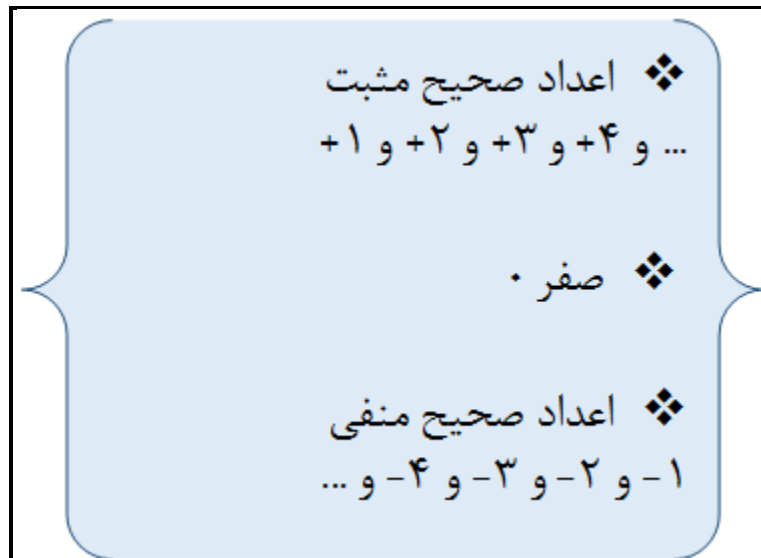 ❖ اعداد صحیح مثبت
+۱ و +۲ و +۳ و +۴ و ...
❖ صفر ۰
❖ اعداد صحیح منفی
-۱ و -۲ و -۳ و -۴ و ...